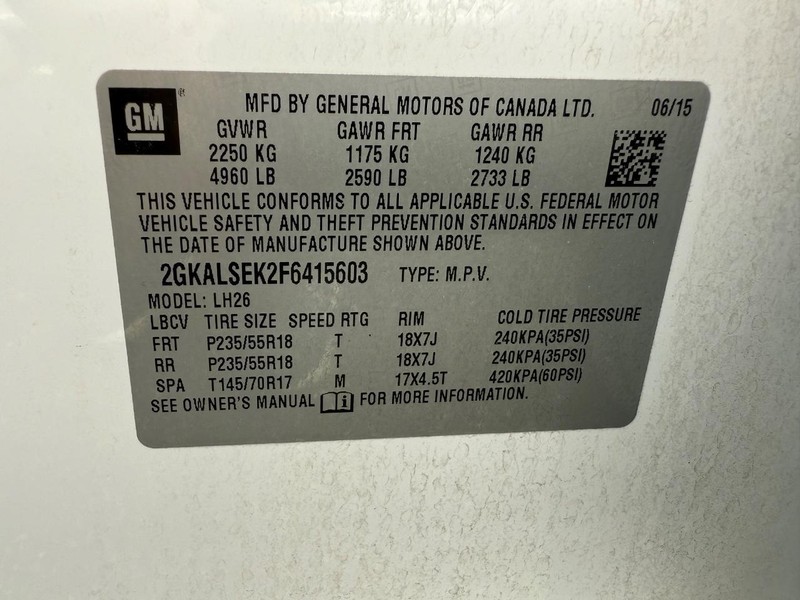 GM ® MFD BY GENERAL MOTORS OF CANADA LTD. 06/15
GVWR GAWR FRT GAWR RR
2250 KG 1175 KG 1240 KG
4960 LB 2590 LB 2733 LB
THIS VEHICLE CONFORMS TO ALL APPLICABLE U.S. FEDERAL MOTOR
VEHICLE SAFETY AND THEFT PREVENTION STANDARDS IN EFFECT ON
THE DATE OF MANUFACTURE SHOWN ABOVE.
2GKALSEK2F6415603 TYPE: M.P.V.
MODEL: LH26
LBCV TIRE SIZE SPEED RTG RIM COLD TIRE PRESSURE
FRT P235/55R18 T 18X7J 240KPA(35PSI)
RR P235/55R18 T 18X7J 240KPA(35PSI)
SPA T145/70R17 M 17X4.5T 420KPA(60PSI)
SEE OWNER'S MANUAL i FOR MORE INFORMATION.